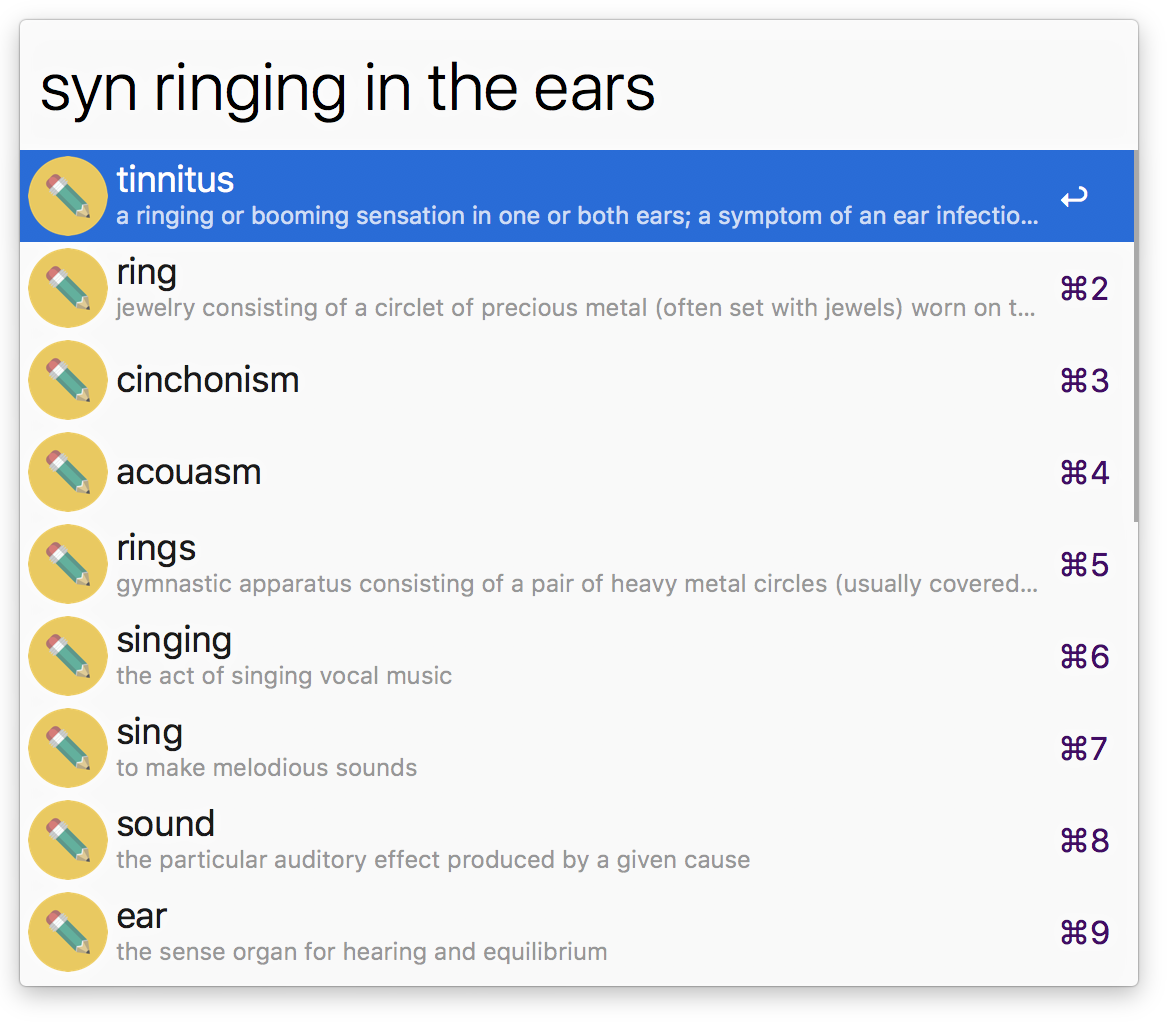 syn ringing in the ears
tinnitus
a ringing or booming sensation in one or both ears; a symptom of an ear infectio...
↩
ring
jewelry consisting of a circlet of precious metal (often set with jewels) worn on t...
⌘2
cinchonism
⌘3
acouasm
⌘4
rings
gymnastic apparatus consisting of a pair of heavy metal circles (usually covered...
⌘5
singing
the act of singing vocal music
⌘6
sing
to make melodious sounds
⌘7
sound
the particular auditory effect produced by a given cause
⌘8
ear
the sense organ for hearing and equilibrium
⌘9